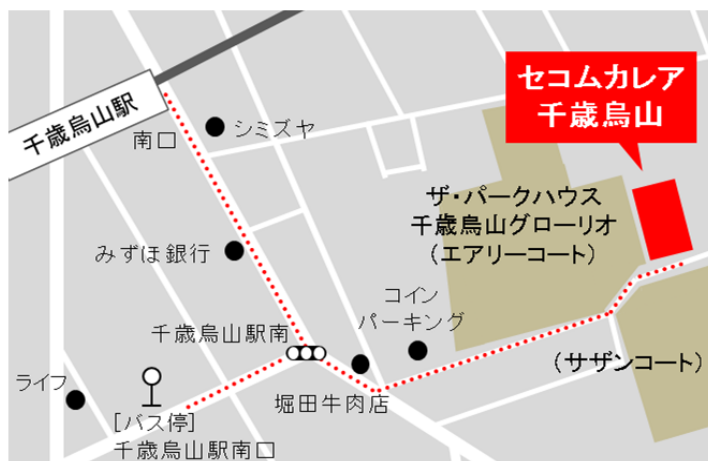 セコムカレア
千歳烏山
千歳烏山駅
南口
シミズヤ
ザ・パークハウス
千歳烏山グローリオ
(エアリーコート)
みずほ銀行
コイン
パーキング
千歳烏山駅南
(サザンコート)
ライフ
堀田牛肉店
[バス停]
千歳烏山駅南口